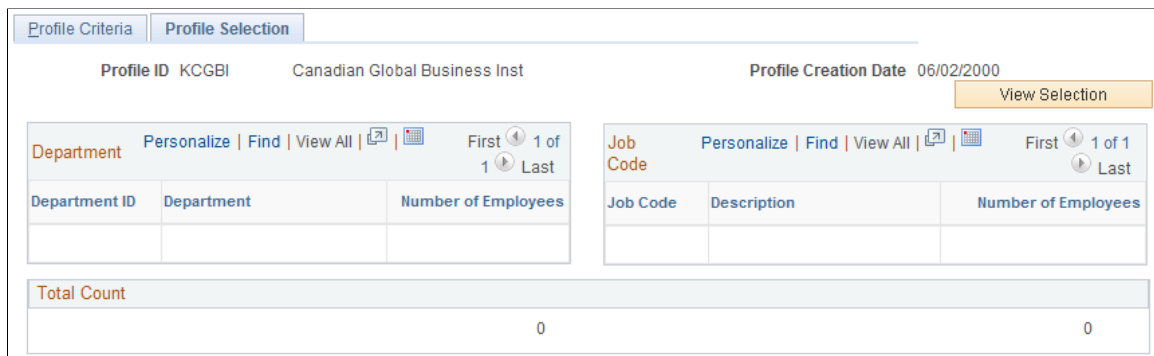 Profile Criteria Profile Selection
Profile ID KCGBI Canadian Global Business Inst Profile Creation Date 06/02/2000
View Selection
Department Personalize | Find | View All | | First 1 of 1 Last
Department ID Department Number of Employees
Job Code Personalize | Find | View All | | First 1 of 1 Last
Job Code Description Number of Employees
Total Count
0 0